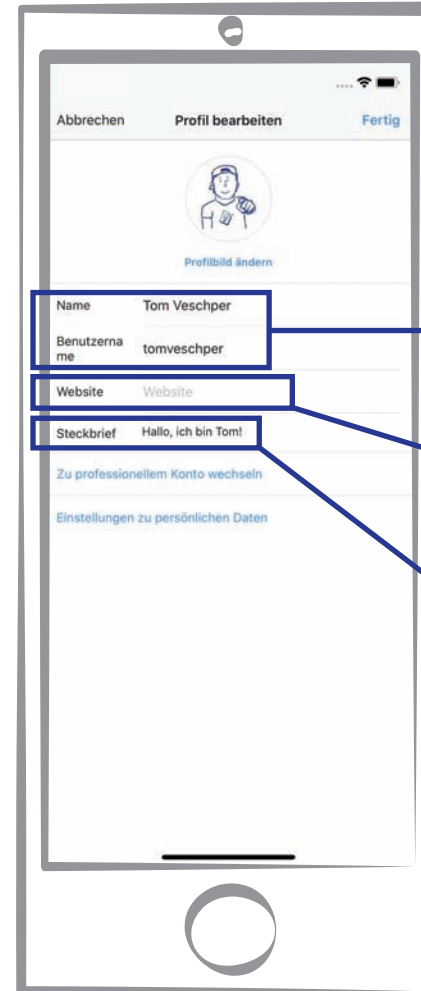 Abbrechen Profil bearbeiten Fertig
Profilbild ändern
Name Tom Veschper
Benutzerna
me tomveschper
Website Website
Steckbrief Hallo, ich bin Tom!
Zu professionellem Konto wechseln
Einstellungen zu persönlichen Daten